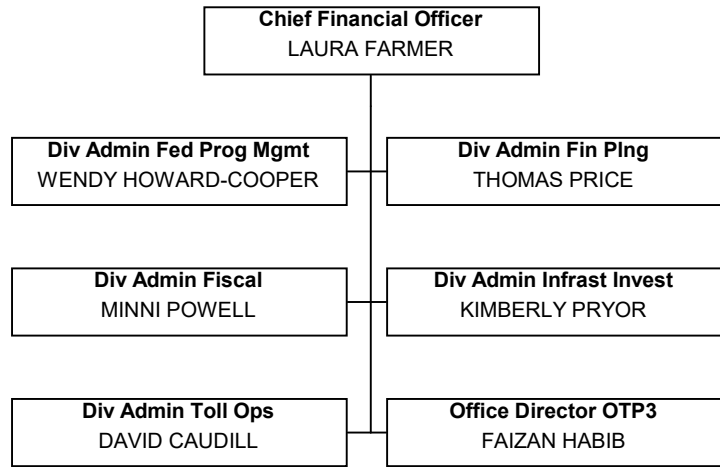 Chief Financial Officer
LAURA FARMER
Div Admin Fed Prog Mgmt
WENDY HOWARD-COOPER
Div Admin Fin Plng
THOMAS PRICE
Div Admin Fiscal
MINNI POWELL
Div Admin Infrast Invest
KIMBERLY PRYOR
Div Admin Toll Ops
DAVID CAUDILL
Office Director OTP3
FAIZAN HABIB